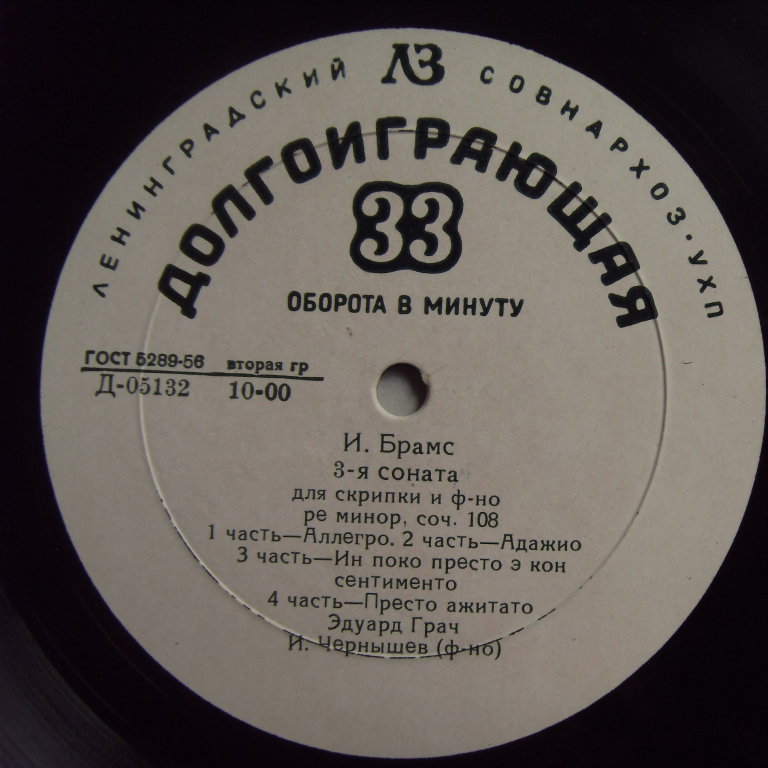 ЛЕНИНГРАДСКИЙ ЛЗ СОВНАРХОЗ·УХП
ДОЛГОИГРАЮЩАЯ
33
ОБОРОТА В МИНУТУ
ГОСТ 5289-56 вторая гр
Д-05132 10-00
И. Брамс
3-я соната
для скрипки и ф-но
ре минор, соч. 108
1 часть—Аллегро. 2 часть—Адажио
3 часть—Ин поко престо э кон
сентименто
4 часть—Престо ажитато
Эдуард Грач
И. Чернышев (ф-но)